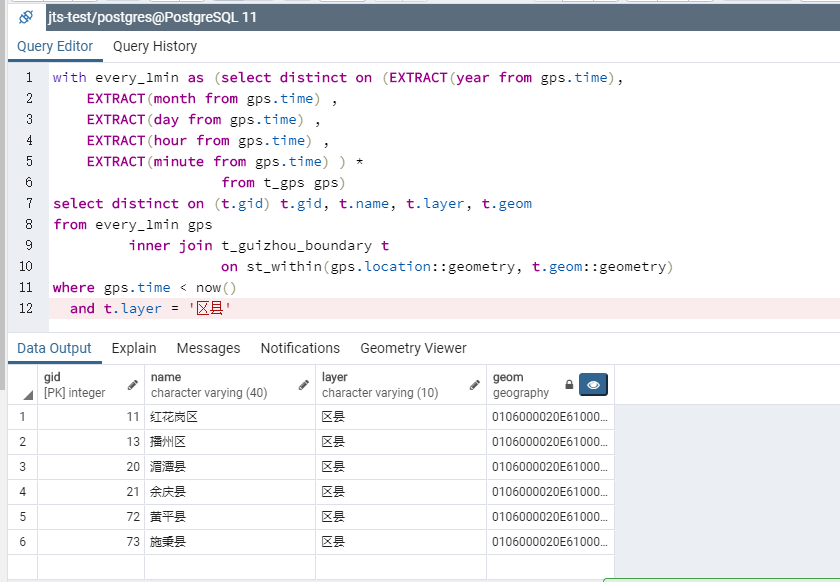 jts-test/postgres@PostgreSQL 11
Query Editor Query History
1 with every_1min as (select distinct on (EXTRACT(year from gps.time),
2 EXTRACT(month from gps.time) ,
3 EXTRACT(day from gps.time) ,
4 EXTRACT(hour from gps.time) ,
5 EXTRACT(minute from gps.time) ) *
6 from t_gps gps)
7 select distinct on (t.gid) t.gid, t.name, t.layer, t.geom
8 from every_1min gps
9 inner join t_guizhou_boundary t
10 on st_within(gps.location::geometry, t.geom::geometry)
11 where gps.time < now()
12 and t.layer = '区县'
Data Output Explain Messages Notifications Geometry Viewer
gid name layer geom
[PK] integer character varying (40) character varying (10) geography
1 11 红花岗区 区县 0106000020E61000...
2 13 播州区 区县 0106000020E61000...
3 20 湄潭县 区县 0106000020E61000...
4 21 余庆县 区县 0106000020E61000...
5 72 黄平县 区县 0106000020E61000...
6 73 施秉县 区县 0106000020E61000...